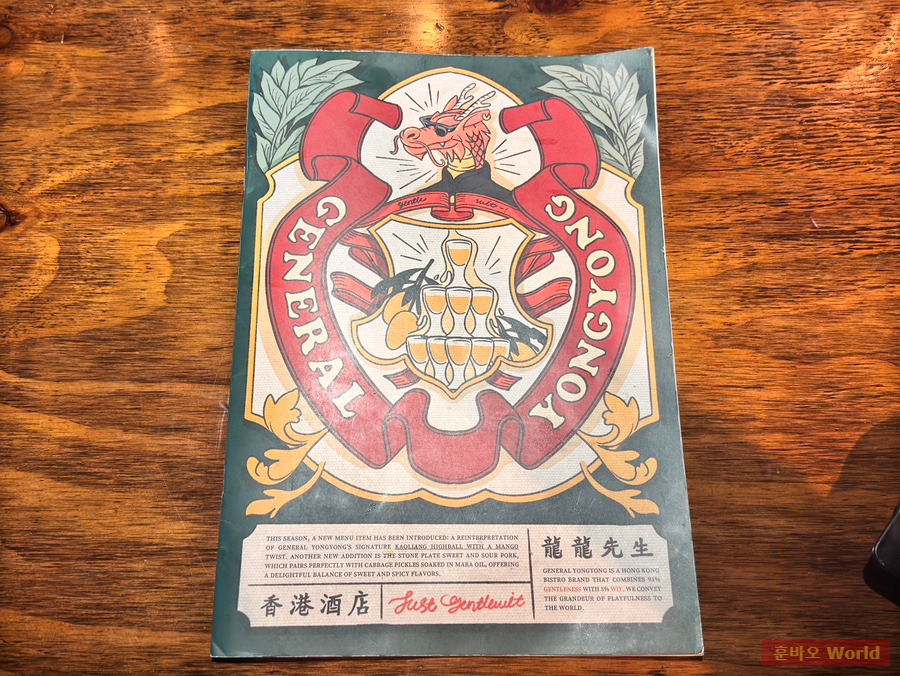 GENERAL
YONGYONG
THIS SEASON, A NEW MENU ITEM HAS BEEN INTRODUCED: A REINTERPRETATION
OF GENERAL YONGYONG'S SIGNATURE KAOLIANG HIGHBALL WITH A MANGO
TWIST. ANOTHER NEW ADDITION IS THE STONE PLATE SWEET AND SOUR PORK,
WHICH PAIRS PERFECTLY WITH CABBAGE PICKLES SOAKED IN MARA OIL, OFFERING
A DELIGHTFUL BALANCE OF SWEET AND SPICY FLAVORS.
香港酒店
Just Gentlewit
龍龍先生
GENERAL YONGYONG IS A HONG KONG
BISTRO BRAND THAT COMBINES 95%
GENTLENESS WITH 5% WIT, WE CONVEY
THE GRANDEUR OF PLAYFULNESS TO
THE WORLD.
훈바오 World